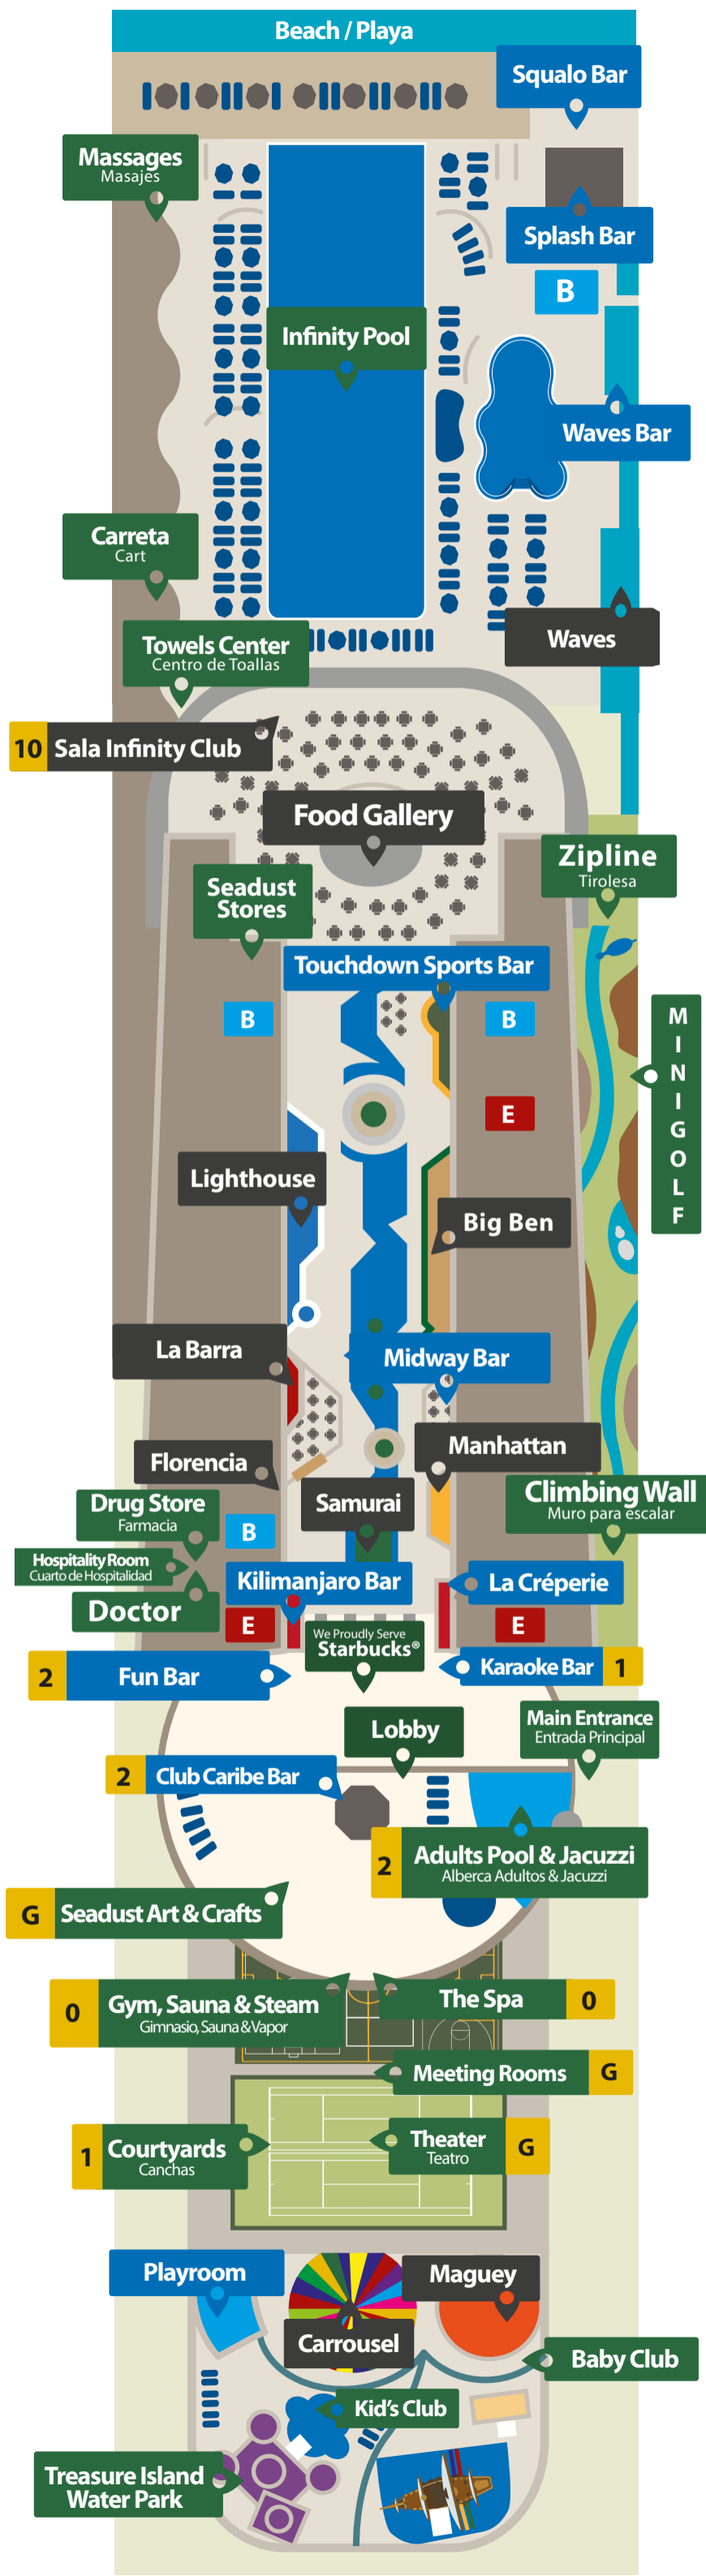 Beach / Playa
Squalo Bar
Massages
Masajes
Splash Bar
B
Infinity Pool
Waves Bar
Carreta
Cart
Waves
Towels Center
Centro de Toallas
10 Sala Infinity Club
Food Gallery
Zipline
Tirolesa
Seadust
Stores
Touchdown Sports Bar
B
B
M
I
N
I
G
O
L
F
E
Lighthouse
Big Ben
La Barra
Midway Bar
Manhattan
Florencia
Samurai
Climbing Wall
Muro para escalar
Drug Store
Farmacia
B
Hospitality Room
Cuarto de Hospitalidad
Kilimanjaro Bar
La Créperie
Doctor
E
E
We Proudly Serve
Starbucks®
2 Fun Bar
Karaoke Bar 1
Lobby
Main Entrance
Entrada Principal
2 Club Caribe Bar
2 Adults Pool & Jacuzzi
Alberca Adultos & Jacuzzi
G Seadust Art & Crafts
0 Gym, Sauna & Steam
Gimnasio, Sauna & Vapor
The Spa 0
Meeting Rooms G
1 Courtyards
Canchas
Theater G
Teatro
Playroom
Maguey
Carrousel
Baby Club
Kid's Club
Treasure Island
Water Park